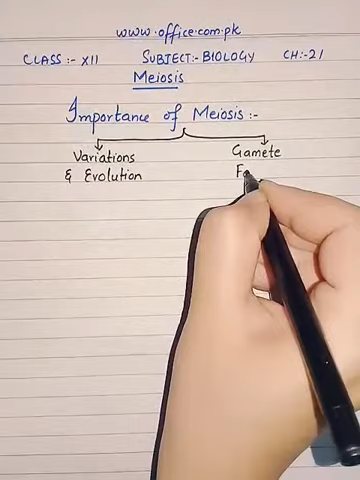 www.office.com.pk
CLASS:- XII SUBJECT:- BIOLOGY CH:-21
Meiosis
Importance of Meiosis:-
Variations Gamete
& Evolution